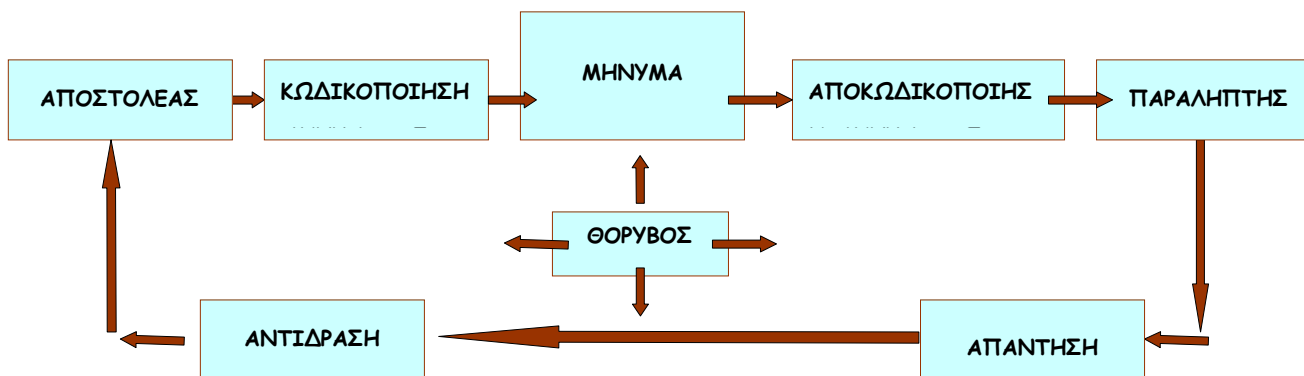 ΜΗΝΥΜΑ
ΑΠΟΣΤΟΛΕΑΣ
ΚΩΔΙΚΟΠΟΙΗΣΗ
ΑΠΟΚΩΔΙΚΟΠΟΙΗΣ
ΠΑΡΑΛΗΠΤΗΣ
ΘΟΡΥΒΟΣ
ΑΝΤΙΔΡΑΣΗ
ΑΠΑΝΤΗΣΗ